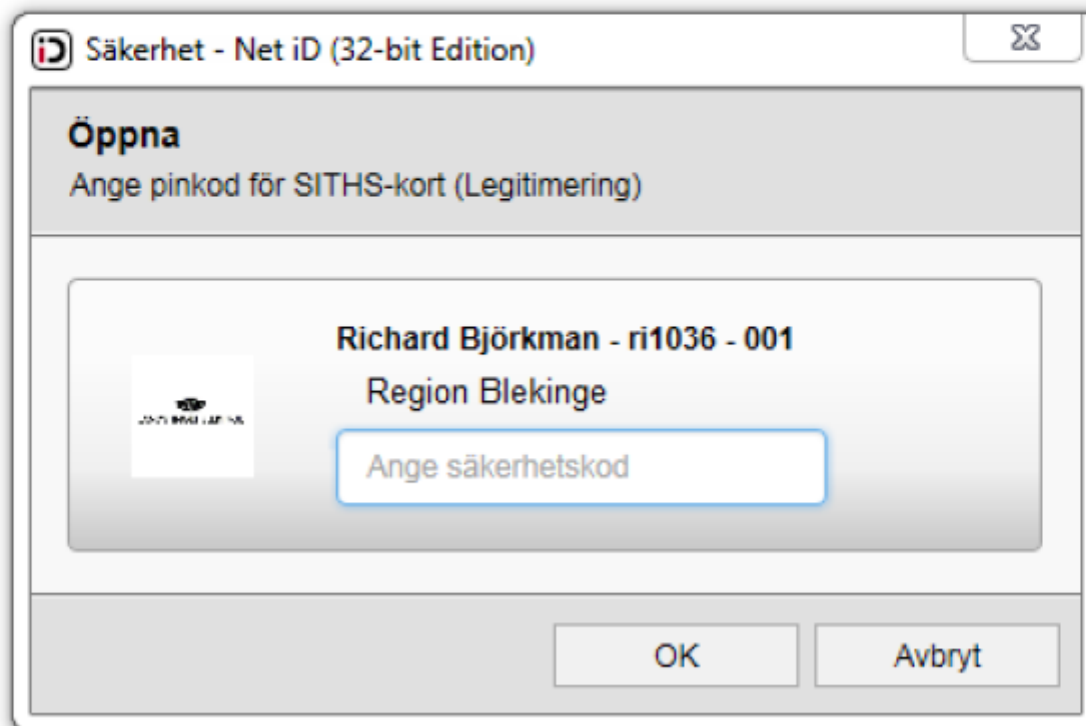 Säkerhet - Net iD (32-bit Edition)
Öppna
Ange pinkod för SITHS-kort (Legitimering)
Richard Björkman - ri1036 - 001
Region Blekinge
Ange säkerhetskod
OK
Avbryt